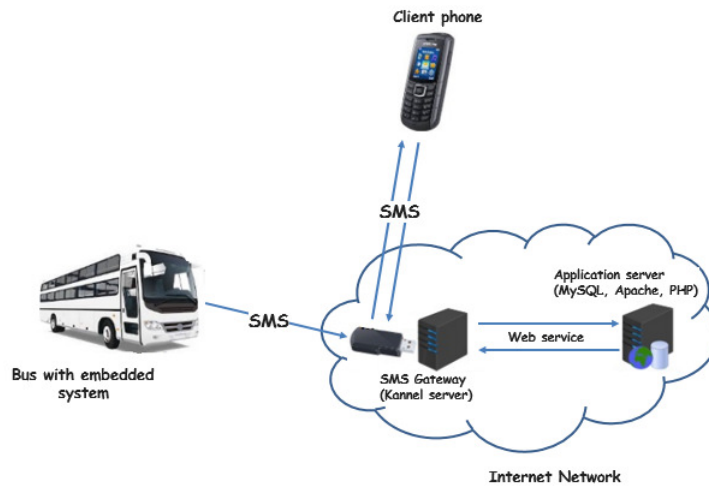 Client phone
SMS
Application server
(MySQL, Apache, PHP)
SMS
Web service
Bus with embedded
system
SMS Gateway
(Kannel server)
Internet Network